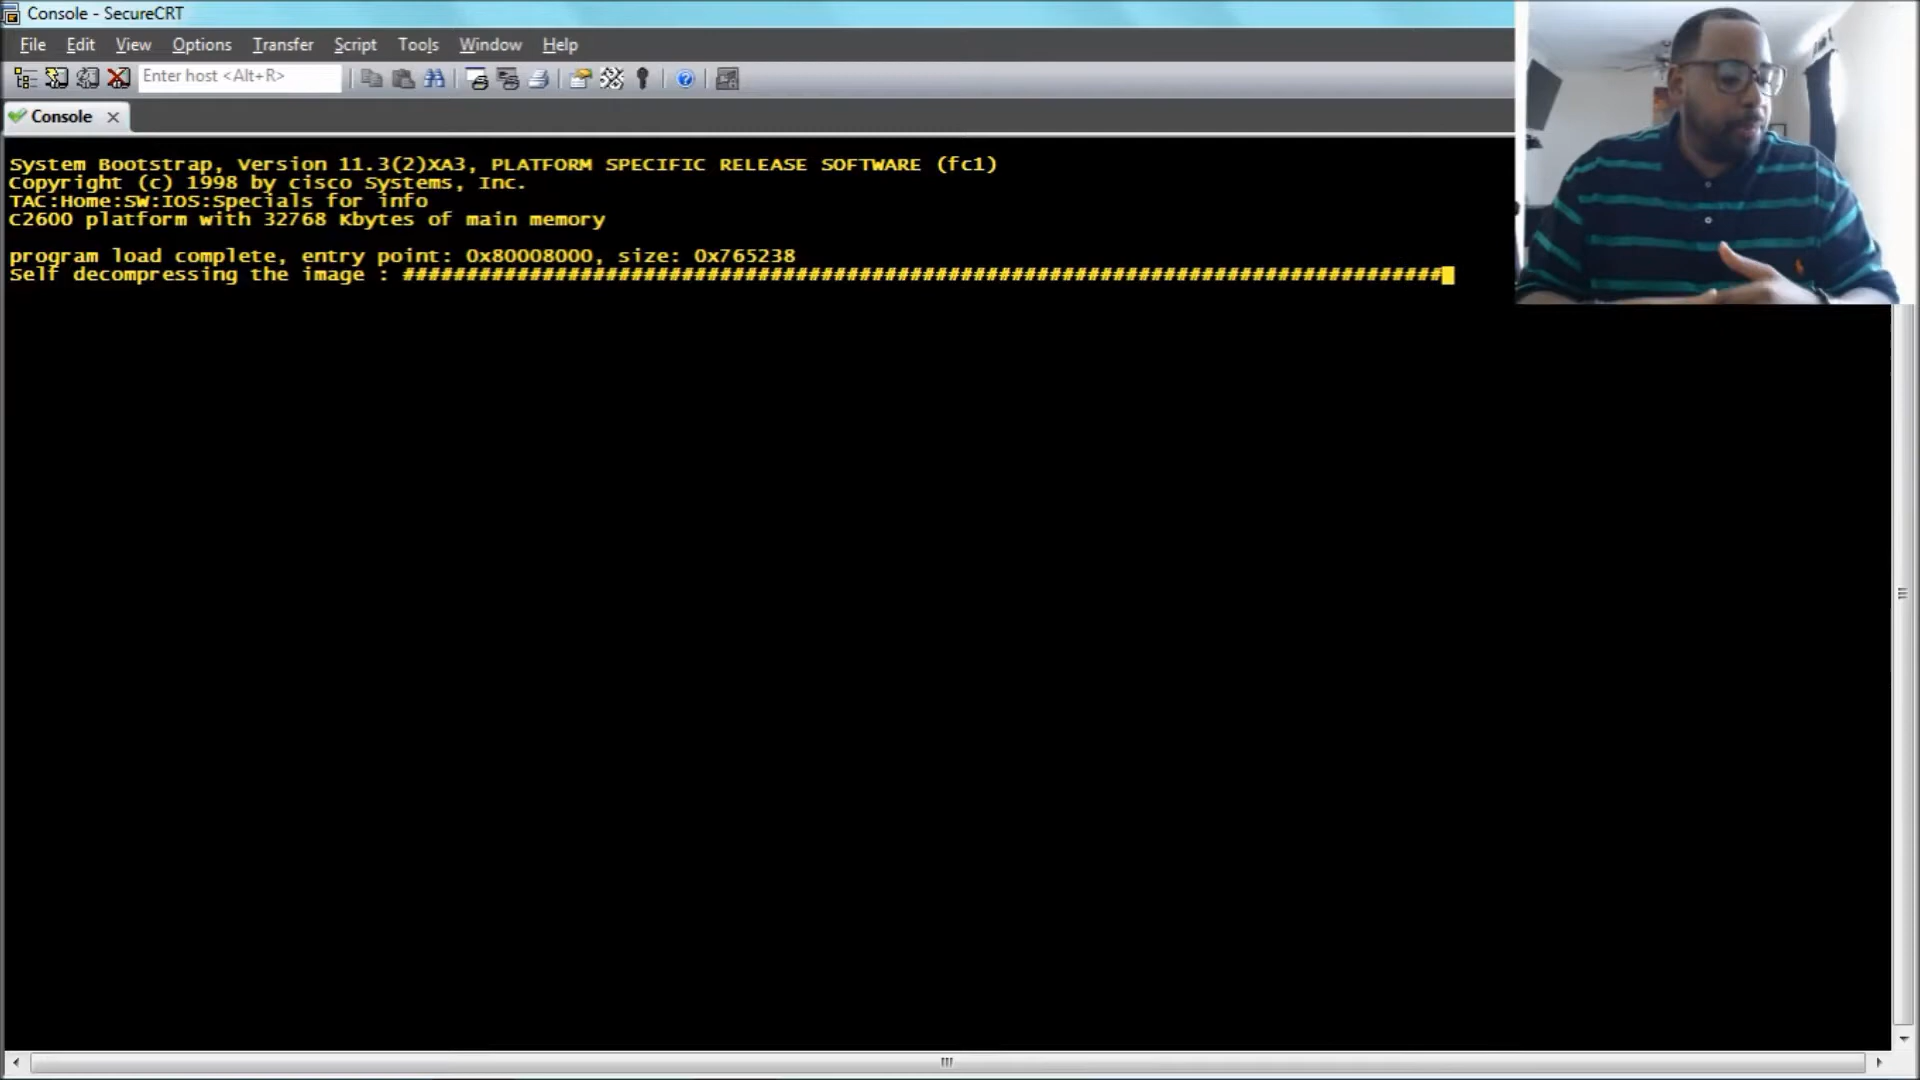 Console - SecureCRT
File Edit View Options Transfer Script Tools Window Help
Enter host <Alt+R>
Console
System Bootstrap, Version 11.3(2)XA3, PLATFORM SPECIFIC RELEASE SOFTWARE (fc1)
Copyright (c) 1998 by cisco Systems, Inc.
TAC:Home:SW:IOS:Specials for info
C2600 platform with 32768 Kbytes of main memory
program load complete, entry point: 0x80008000, size: 0x765238
Self decompressing the image : ##################################################################################